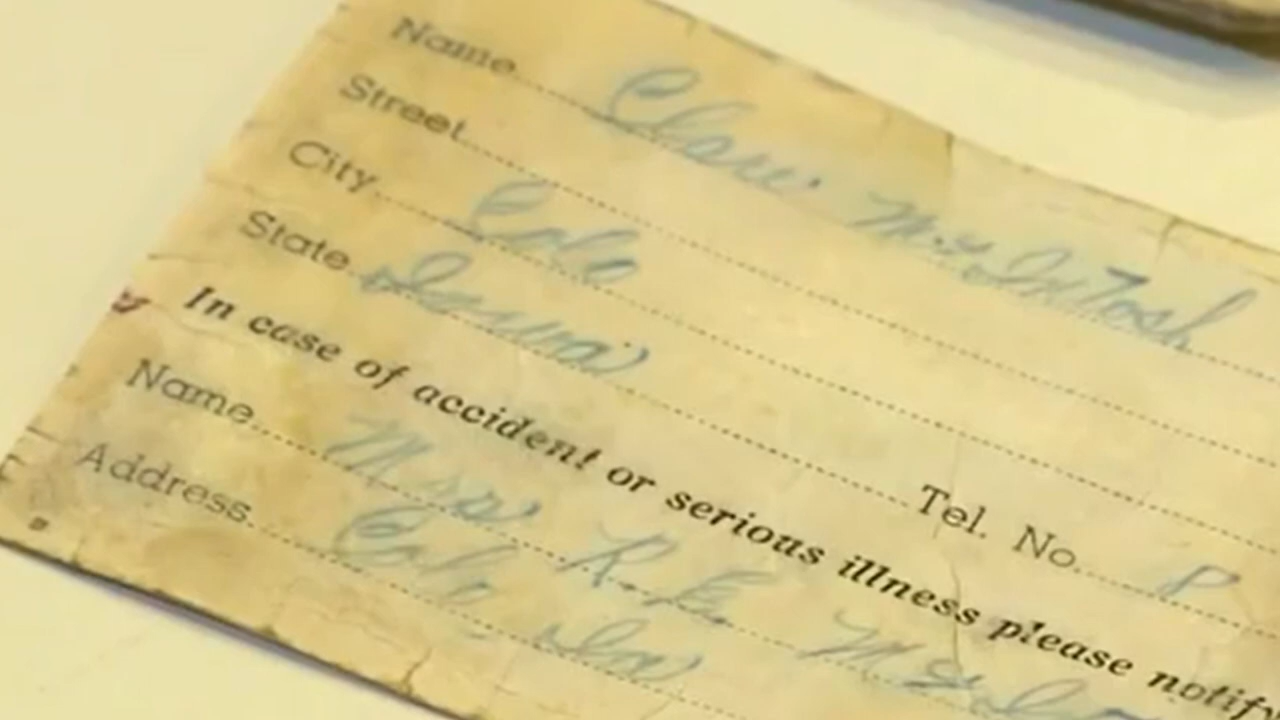 Name Clare McIntosh
Street
City Colo
State Iowa
Tel. No. P
In case of accident or serious illness please notify
Name Mrs R. E.
Address Colo Iow